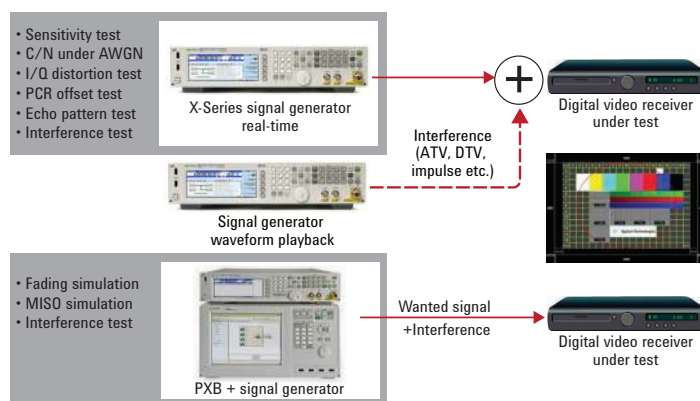 • Sensitivity test
• C/N under AWGN
• I/Q distortion test
• PCR offset test
• Echo pattern test
• Interference test
X-Series signal generator
real-time
Digital video receiver
under test
Interference
(ATV, DTV,
impulse etc.)
Signal generator
waveform playback
Agilent Technologies
• Fading simulation
• MISO simulation
• Interference test
PXB + signal generator
Wanted signal
+Interference
Digital video receiver
under test